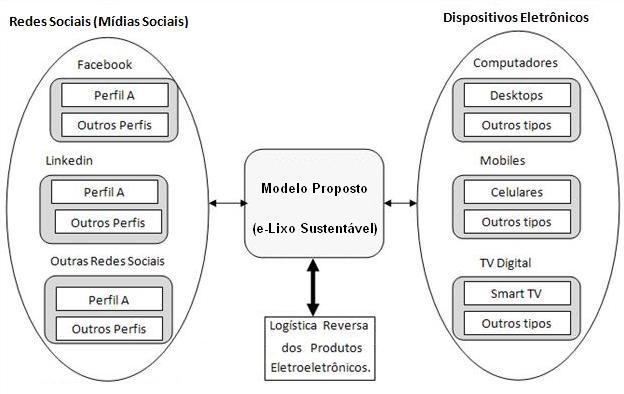 Redes Sociais (Mídias Sociais)
Facebook
Perfil A
Outros Perfis
Linkedin
Perfil A
Outros Perfis
Outras Redes Sociais
Perfil A
Outros Perfis
Modelo Proposto
(e-Lixo Sustentável)
Logística Reversa
dos Produtos
Eletroeletrônicos.
Dispositivos Eletrônicos
Computadores
Desktops
Outros tipos
Mobiles
Celulares
Outros tipos
TV Digital
Smart TV
Outros tipos